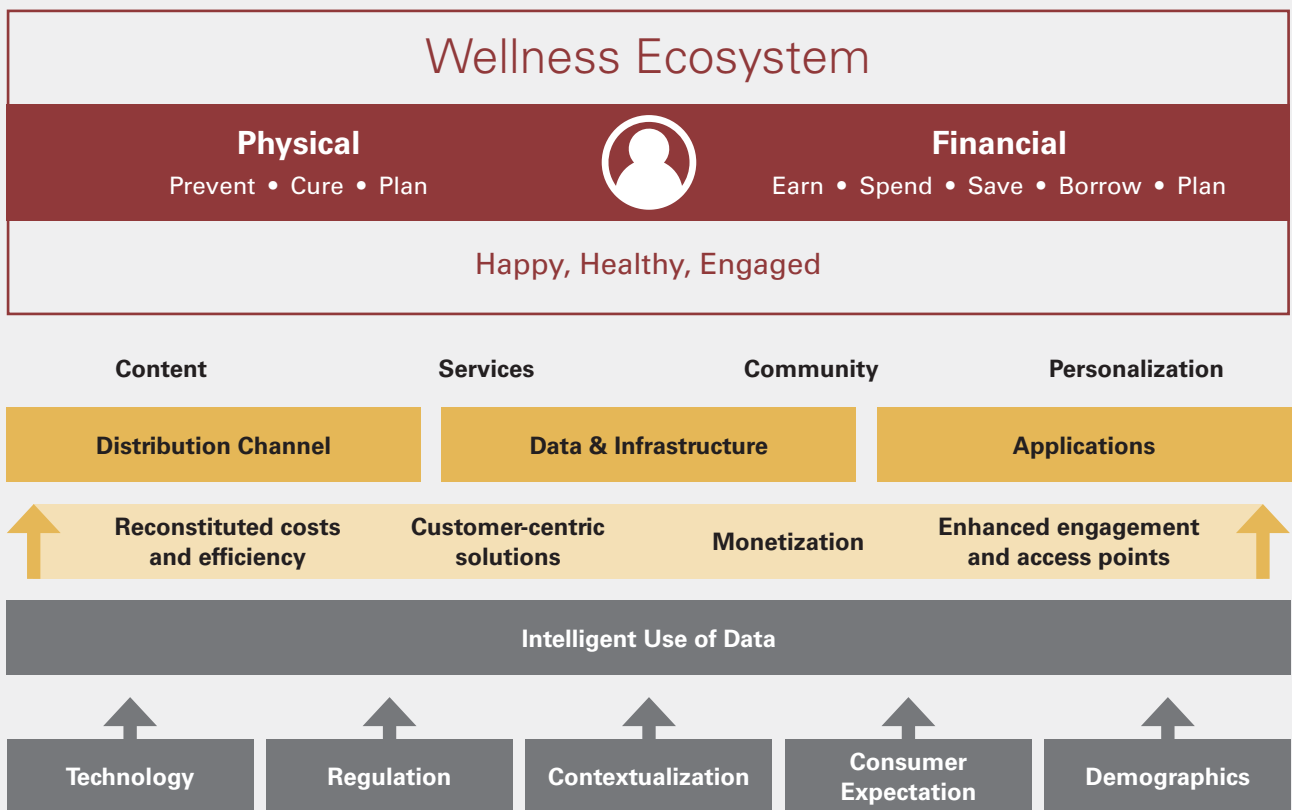 Wellness Ecosystem
Physical
Prevent • Cure • Plan
Financial
Earn • Spend • Save • Borrow • Plan
Happy, Healthy, Engaged
Content
Services
Community
Personalization
Distribution Channel
Data & Infrastructure
Applications
Reconstituted costs
and efficiency
Customer-centric
solutions
Monetization
Enhanced engagement
and access points
Intelligent Use of Data
Technology
Regulation
Contextualization
Consumer
Expectation
Demographics